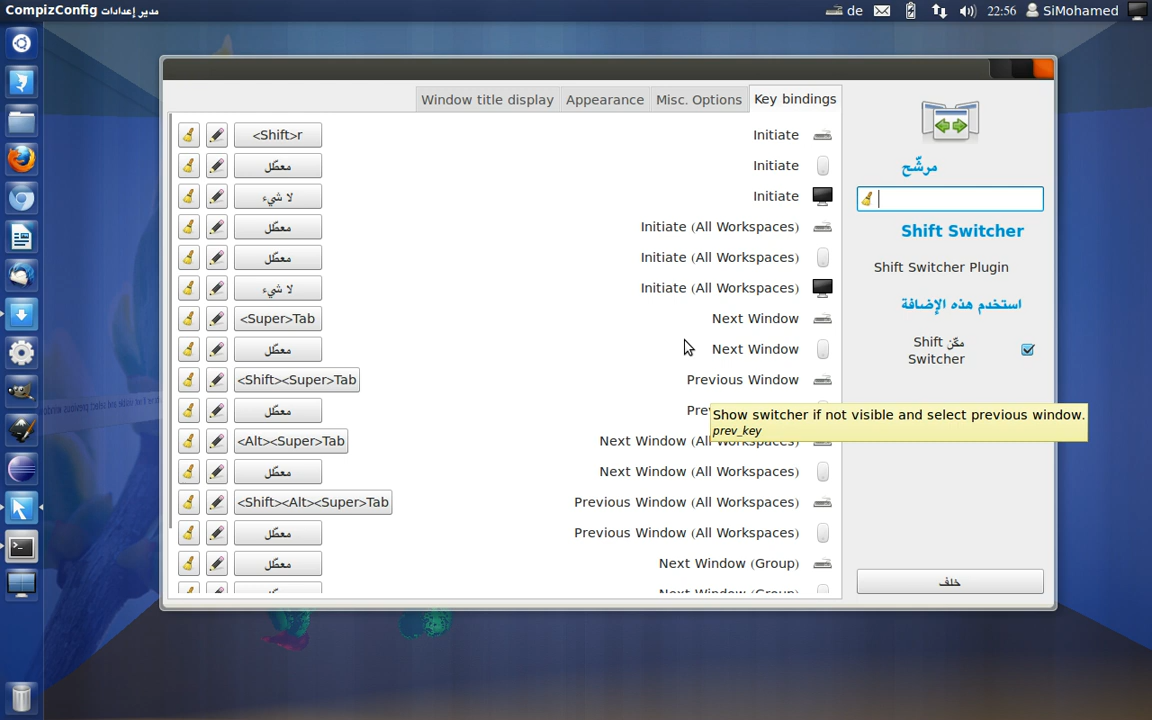 CompizConfig مدير إعدادات
de
22:56
SiMohamed
Window title display
Appearance
Misc. Options
Key bindings
<Shift>r
Initiate
معطّل
Initiate
لا شيء
Initiate
معطّل
Initiate (All Workspaces)
معطّل
Initiate (All Workspaces)
لا شيء
Initiate (All Workspaces)
<Super>Tab
Next Window
معطّل
Next Window
<Shift><Super>Tab
Previous Window
معطّل
<Alt><Super>Tab
Next Window (All Workspaces)
معطّل
Next Window (All Workspaces)
<Shift><Alt><Super>Tab
Previous Window (All Workspaces)
معطّل
Previous Window (All Workspaces)
معطّل
Next Window (Group)
Next Window (Group)
Show switcher if not visible and select previous window.
prev_key
مرشّح
Shift Switcher
Shift Switcher Plugin
استخدم هذه الإضافة
مكّن Shift
Switcher
خلف